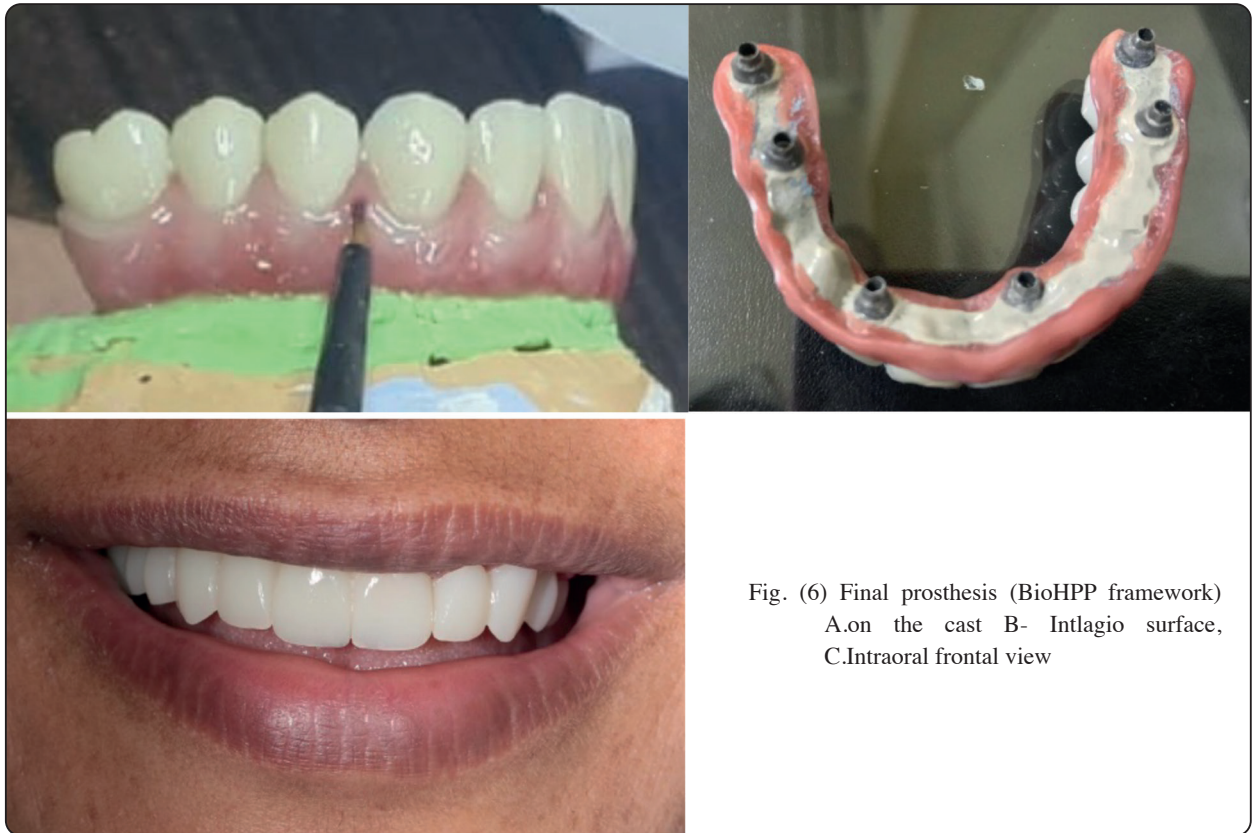 Fig. (6) Final prosthesis (BioHPP framework)
A.on the cast B- Intlagio surface,
C.Intraoral frontal view